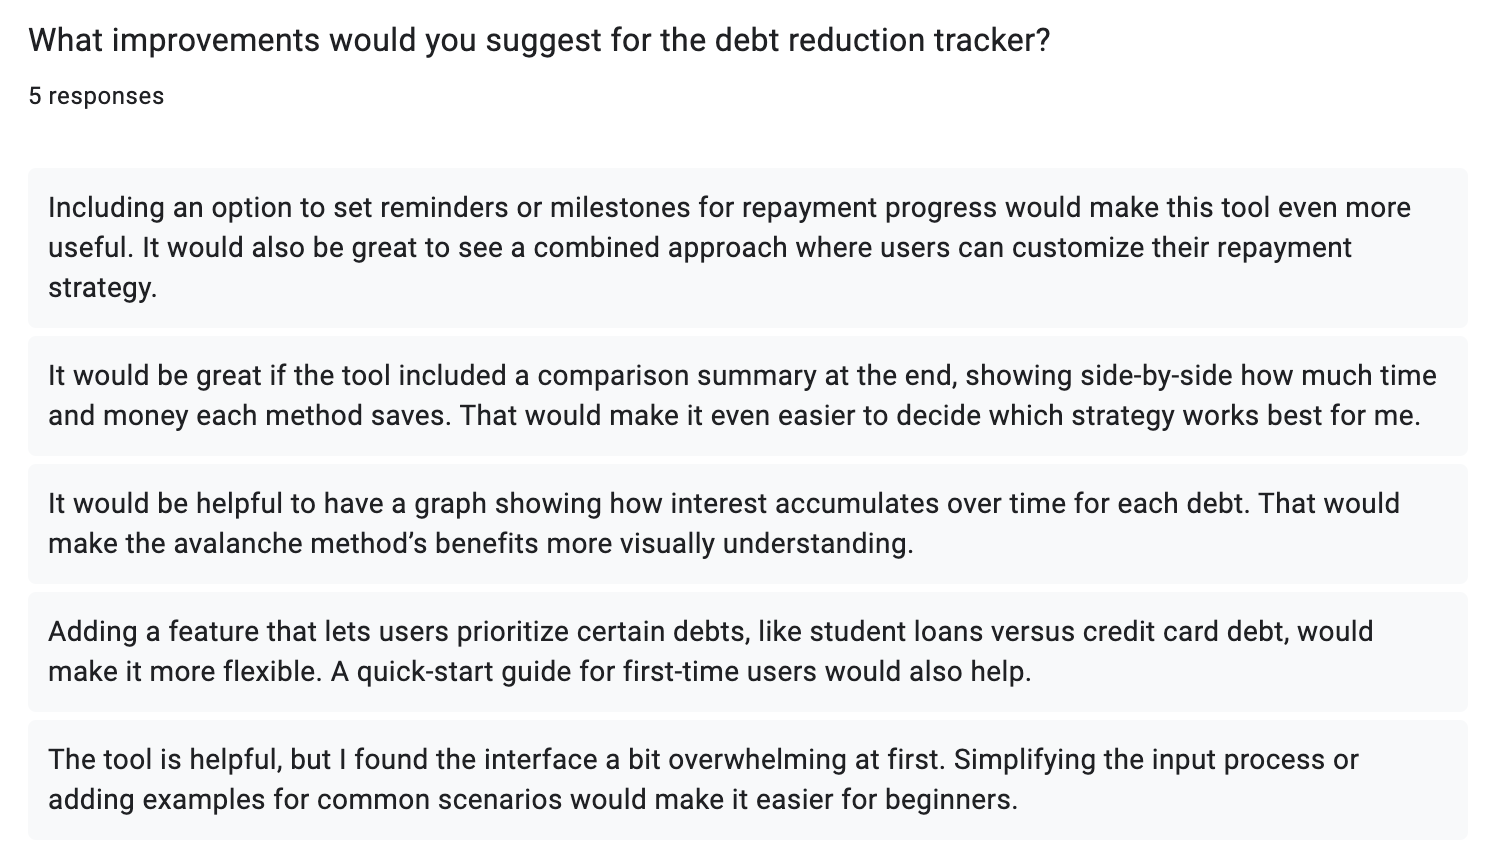 What improvements would you suggest for the debt reduction tracker?
5 responses
Including an option to set reminders or milestones for repayment progress would make this tool even more
useful. It would also be great to see a combined approach where users can customize their repayment
strategy.
It would be great if the tool included a comparison summary at the end, showing side-by-side how much time
and money each method saves. That would make it even easier to decide which strategy works best for me.
It would be helpful to have a graph showing how interest accumulates over time for each debt. That would
make the avalanche method’s benefits more visually understanding.
Adding a feature that lets users prioritize certain debts, like student loans versus credit card debt, would
make it more flexible. A quick-start guide for first-time users would also help.
The tool is helpful, but I found the interface a bit overwhelming at first. Simplifying the input process or
adding examples for common scenarios would make it easier for beginners.